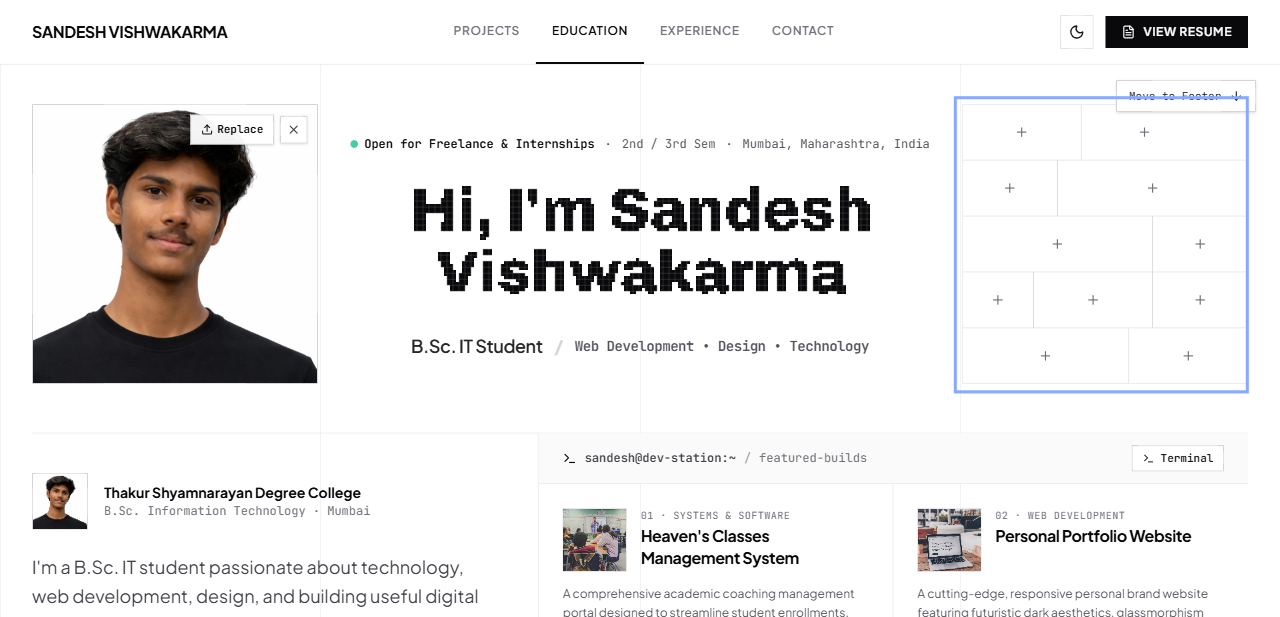 SANDESH VISHWAKARMA
PROJECTS
EDUCATION
EXPERIENCE
CONTACT
VIEW RESUME
Move to Footer
Replace
Open for Freelance & Internships · 2nd / 3rd Sem · Mumbai, Maharashtra, India
Hi, I'm Sandesh
Vishwakarma
B.Sc. IT Student / Web Development • Design • Technology
sandesh@dev-station:~ / featured-builds
Terminal
Thakur Shyamnarayan Degree College
B.Sc. Information Technology · Mumbai
I'm a B.Sc. IT student passionate about technology,
web development, design, and building useful digital
01 · SYSTEMS & SOFTWARE
Heaven's Classes
Management System
A comprehensive academic coaching management
portal designed to streamline student enrollments,
02 · WEB DEVELOPMENT
Personal Portfolio Website
A cutting-edge, responsive personal brand website
featuring futuristic dark aesthetics, glassmorphism